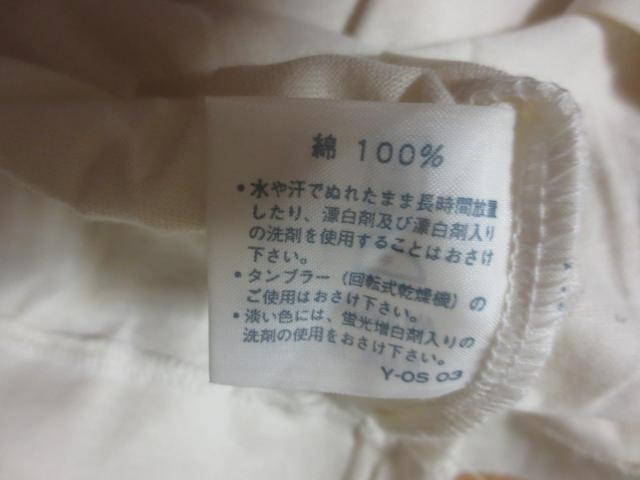 綿 100%
・水や汗でぬれたまま長時間放置
したり、漂白剤及び漂白剤入り
の洗剤を使用することはおさけ
下さい。
・タンブラー(回転式乾燥機)の
ご使用はおさけ下さい。
・淡い色には、蛍光増白剤入りの
洗剤の使用をおさけ下さい。
Y-OS 03